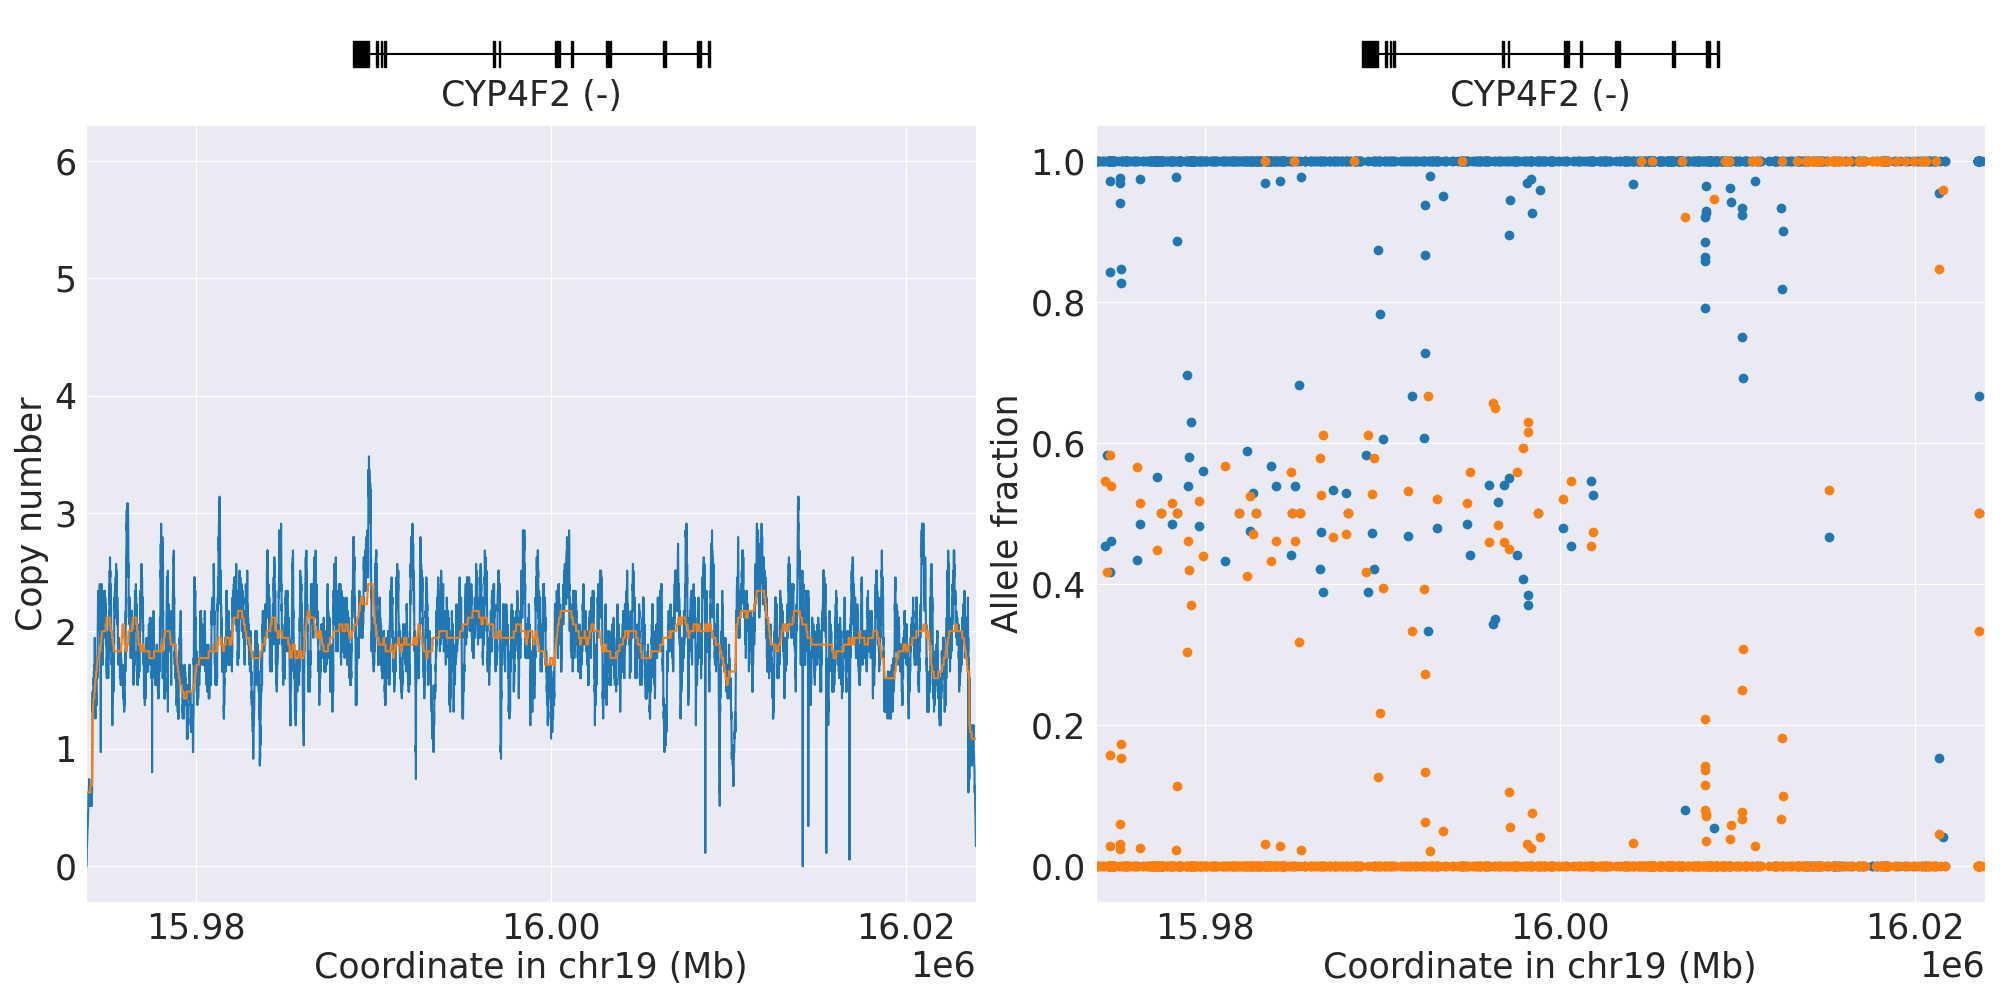 CYP4F2 (-)
6
5
4
3
2
1
0
Copy number
15.98
16.00
16.02
Coordinate in chr19 (Mb)
1e6
CYP4F2 (-)
1.0
0.8
0.6
0.4
0.2
0.0
Allele fraction
15.98
16.00
16.02
Coordinate in chr19 (Mb)
1e6